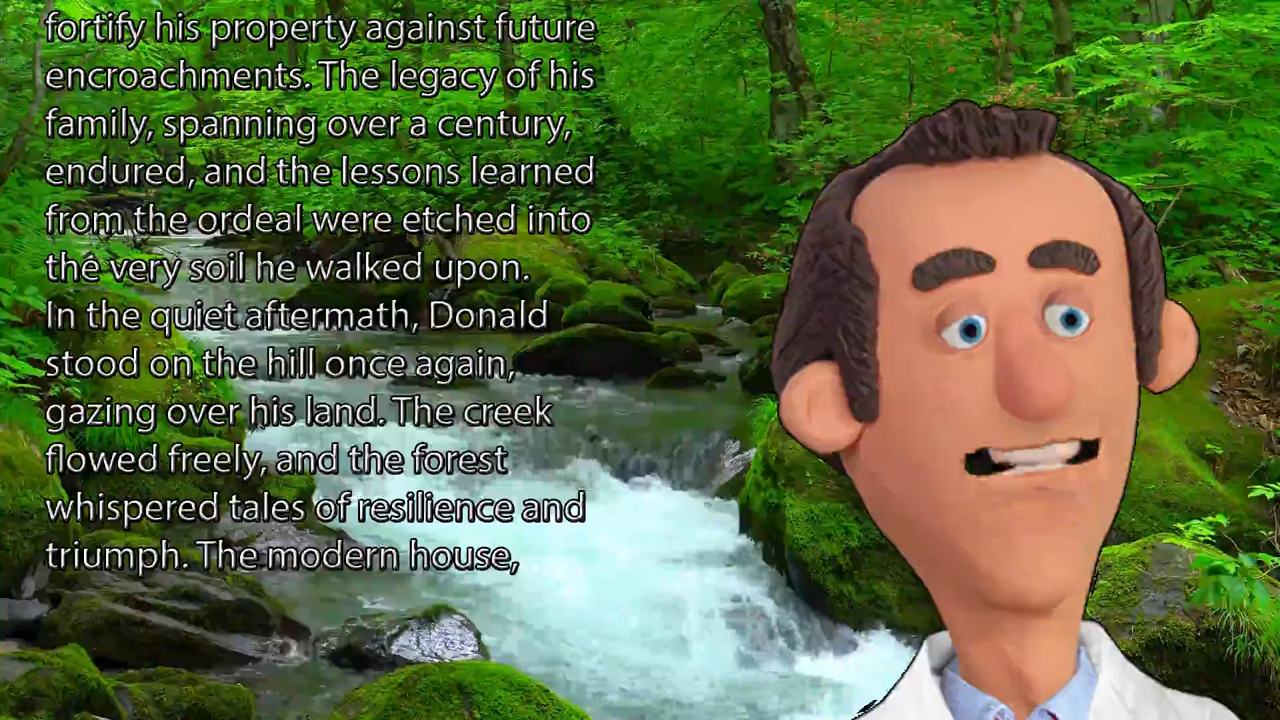 fortify his property against future
encroachments. The legacy of his
family, spanning over a century,
endured, and the lessons learned
from the ordeal were etched into
the very soil he walked upon.
In the quiet aftermath, Donald
stood on the hill once again,
gazing over his land. The creek
flowed freely, and the forest
whispered tales of resilience and
triumph. The modern house,